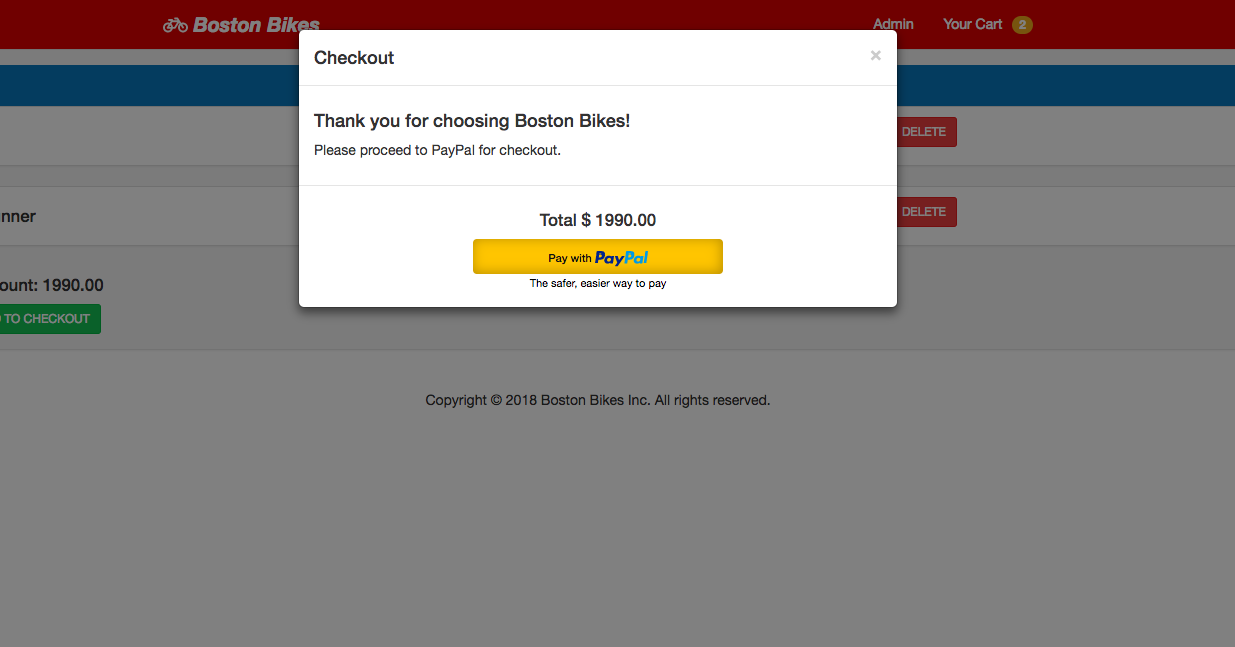 Boston Bikes
Admin
Your Cart 2
Checkout ×
Thank you for choosing Boston Bikes!
Please proceed to PayPal for checkout.
DELETE
nner
DELETE
Total $ 1990.00
Pay with PayPal
The safer, easier way to pay
ount: 1990.00
TO CHECKOUT
Copyright © 2018 Boston Bikes Inc. All rights reserved.